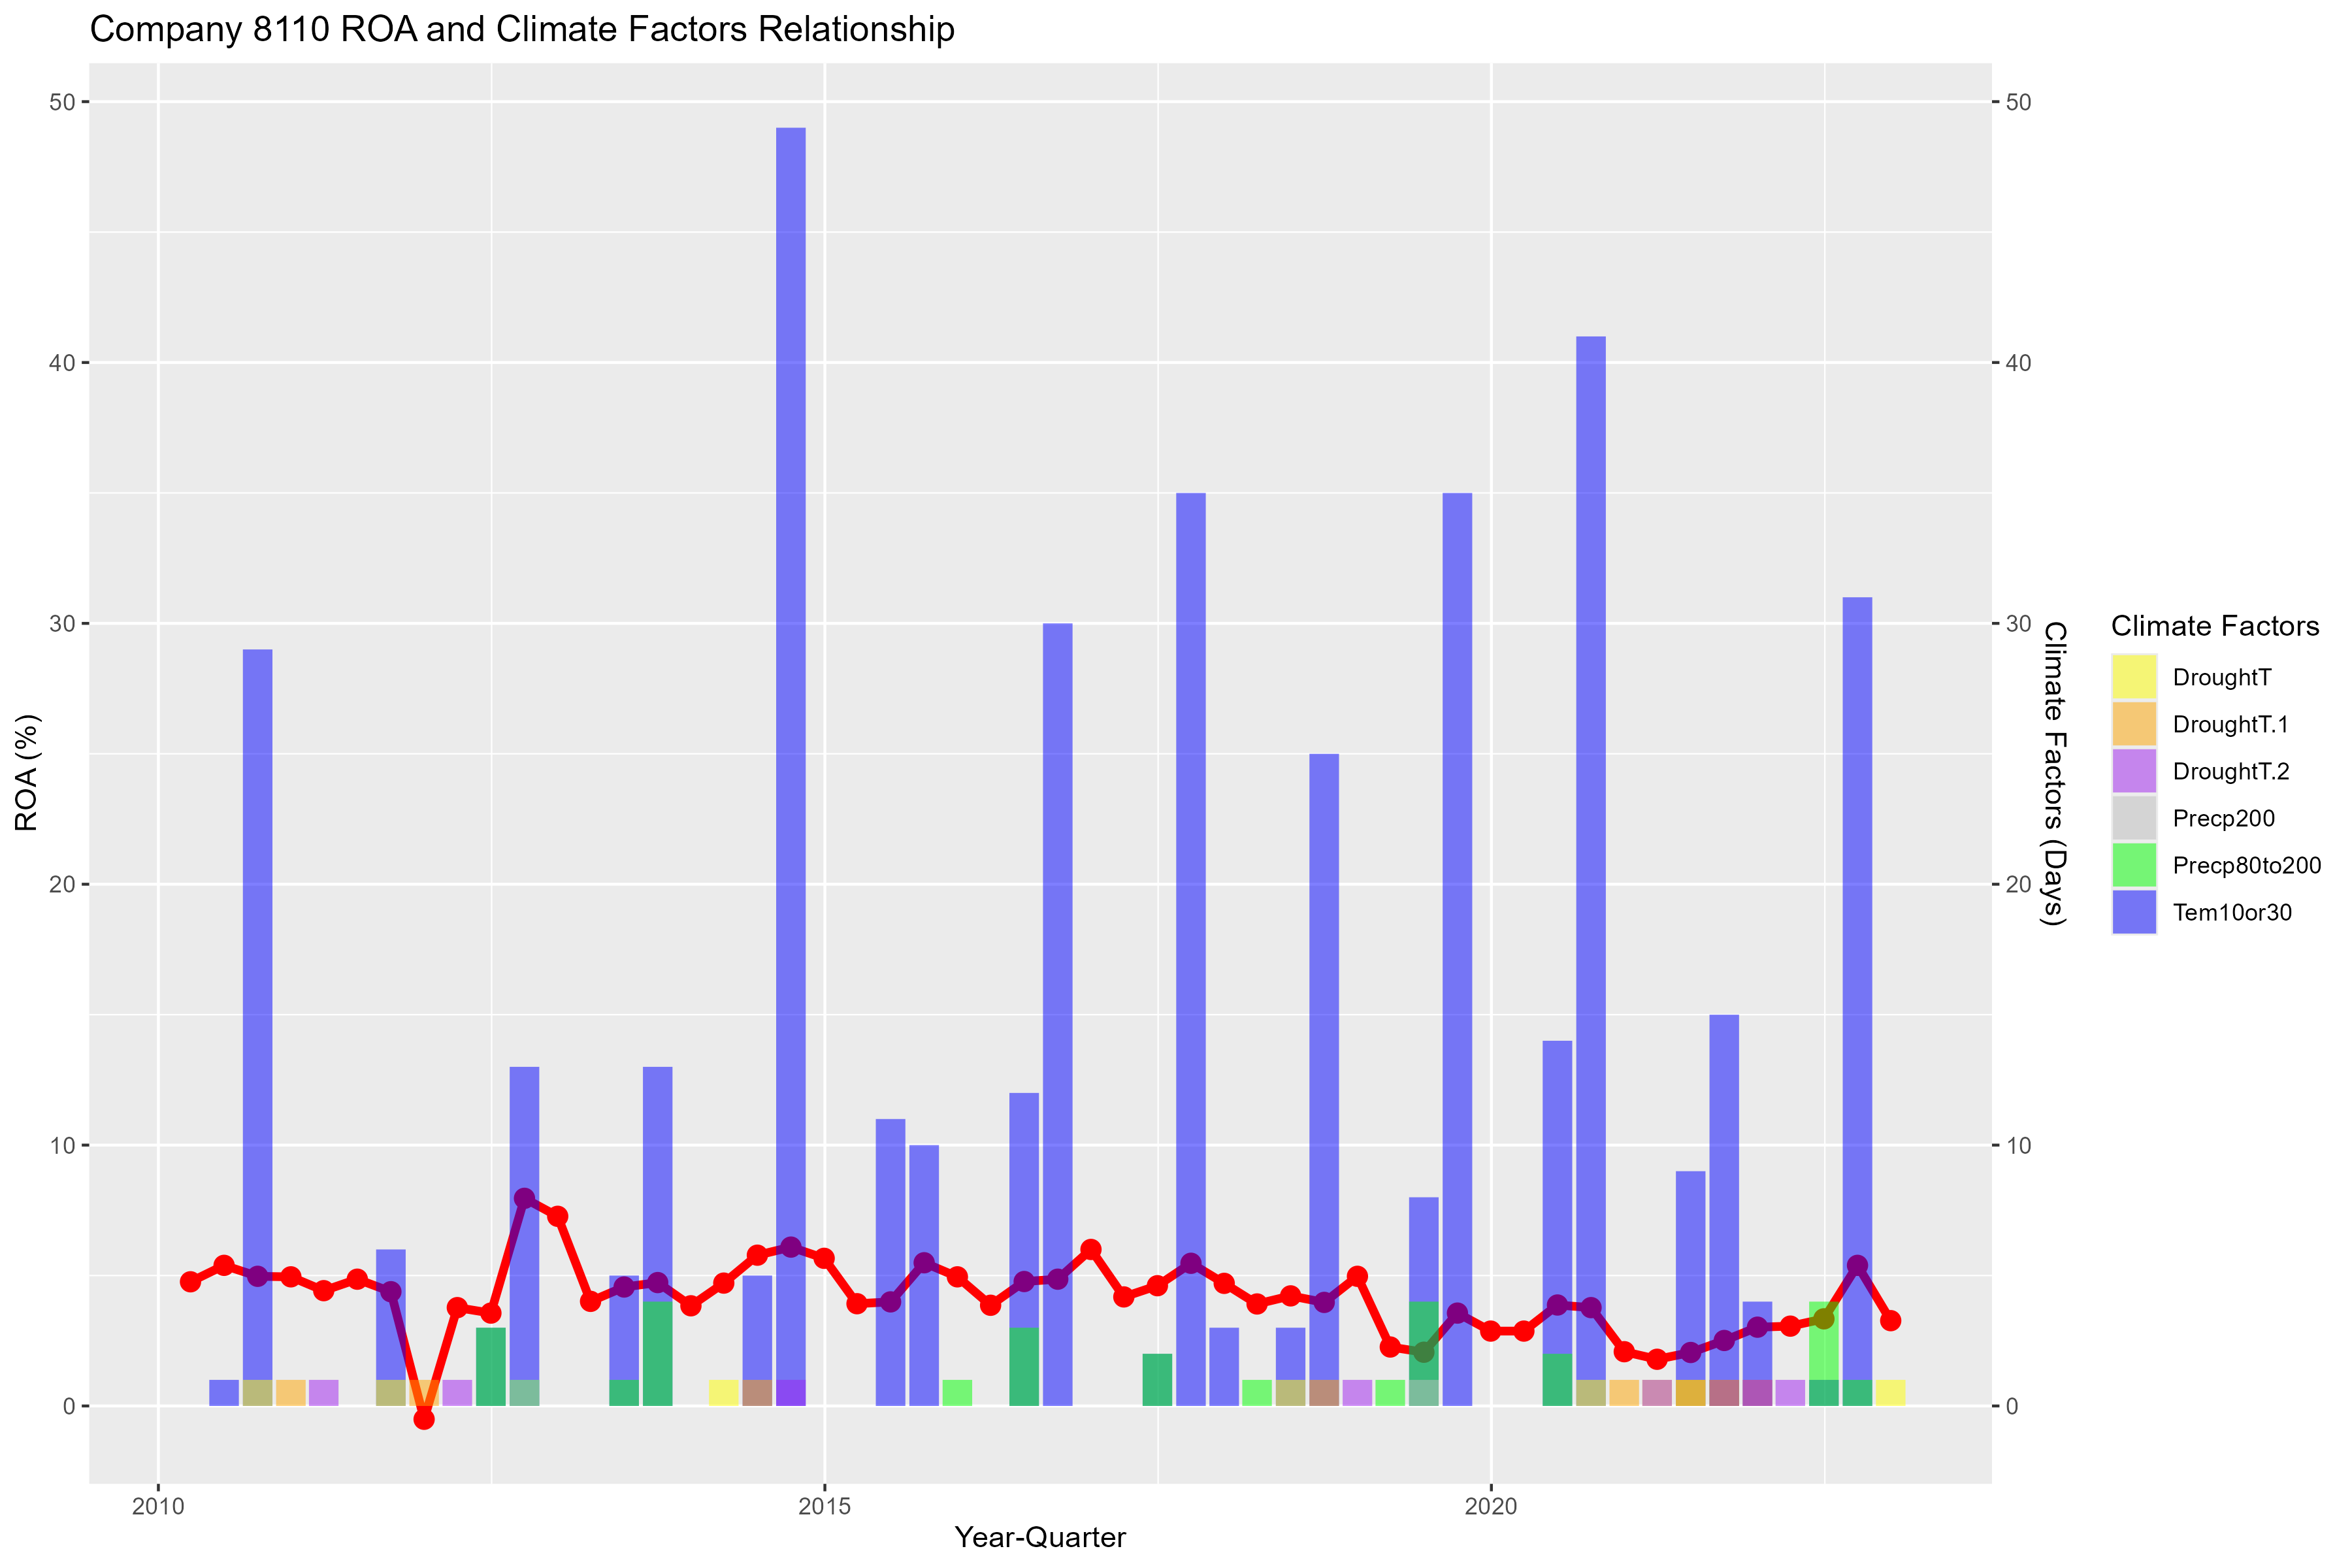 Company 8110 ROA and Climate Factors Relationship
50
40
30
20
10
0
ROA (%)
50
40
30
20
10
0
Climate Factors (Days)
2010
2015
2020
Year-Quarter
Climate Factors
DroughtT
DroughtT.1
DroughtT.2
Precp200
Precp80to200
Tem10or30